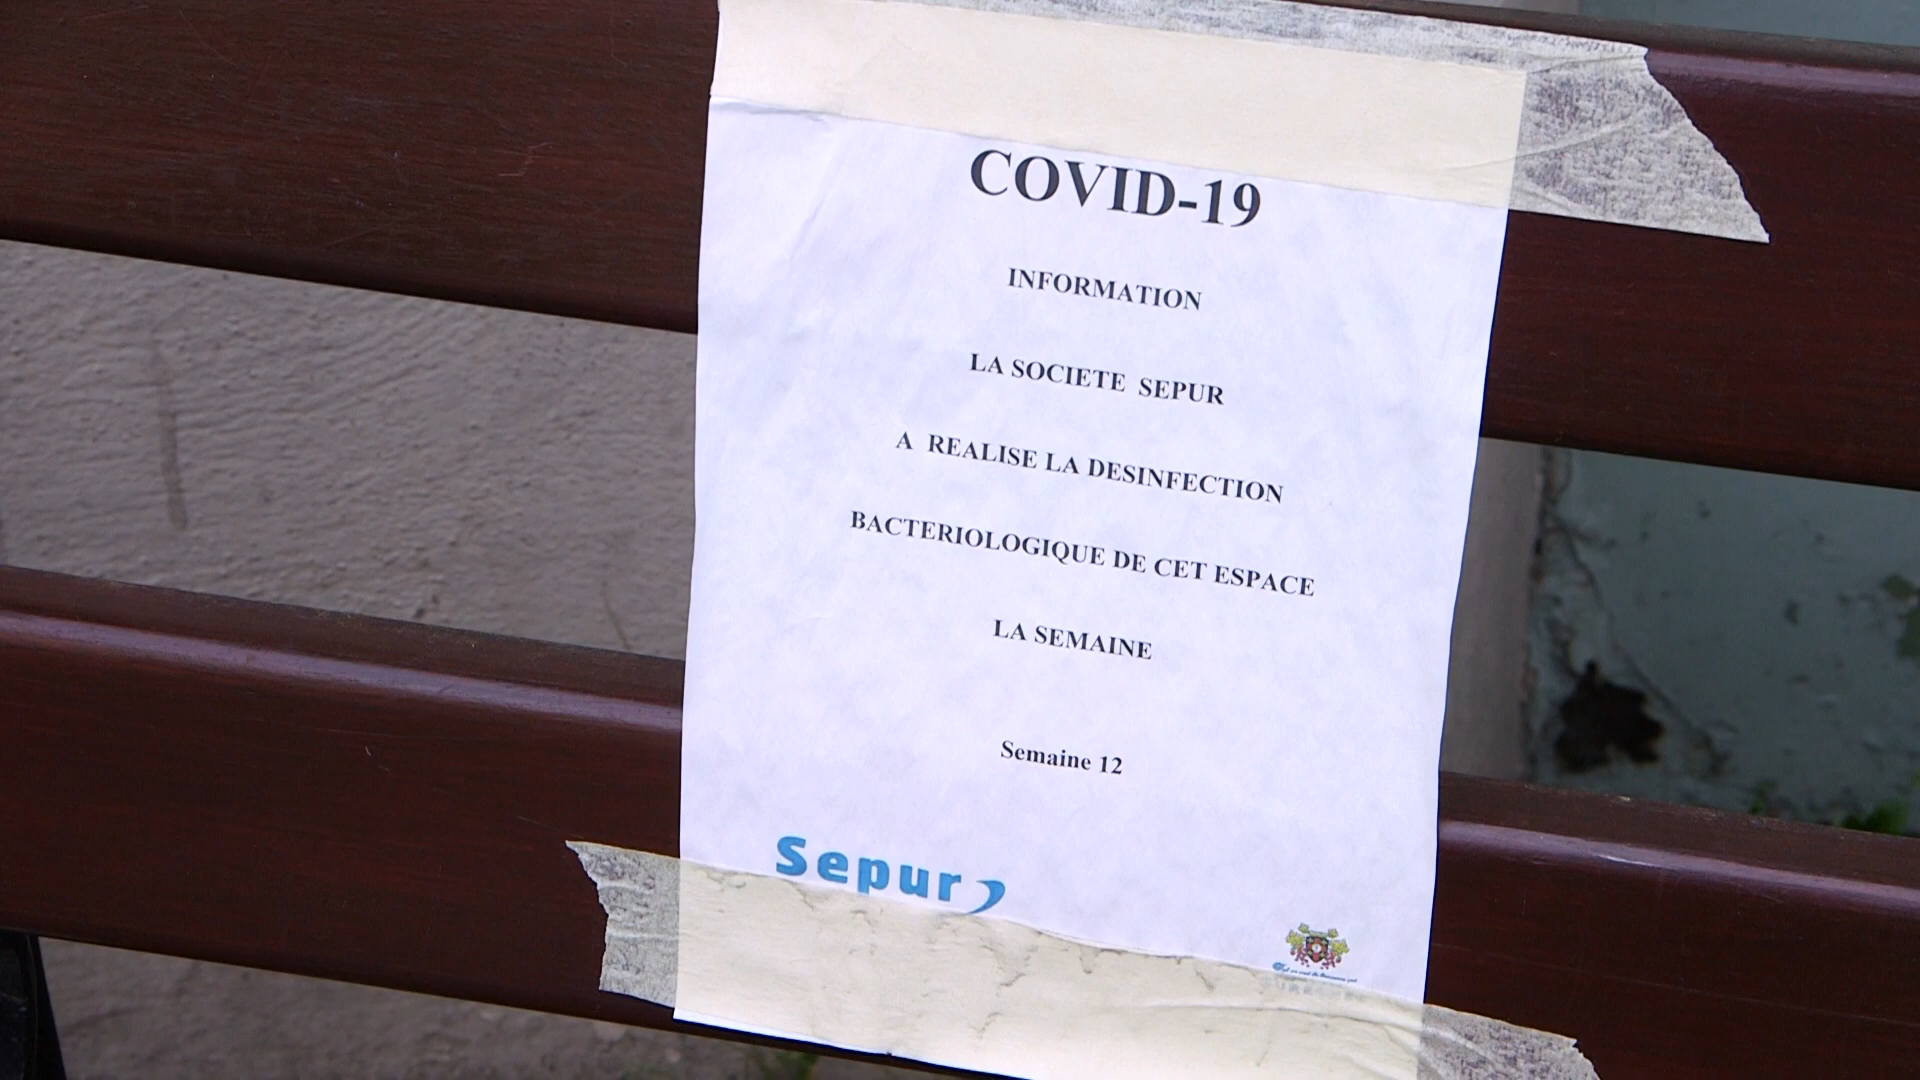 COVID-19
INFORMATION
LA SOCIETE SEPUR
A REALISE LA DESINFECTION
BACTERIOLOGIQUE DE CET ESPACE
LA SEMAINE
Semaine 12
Sepur